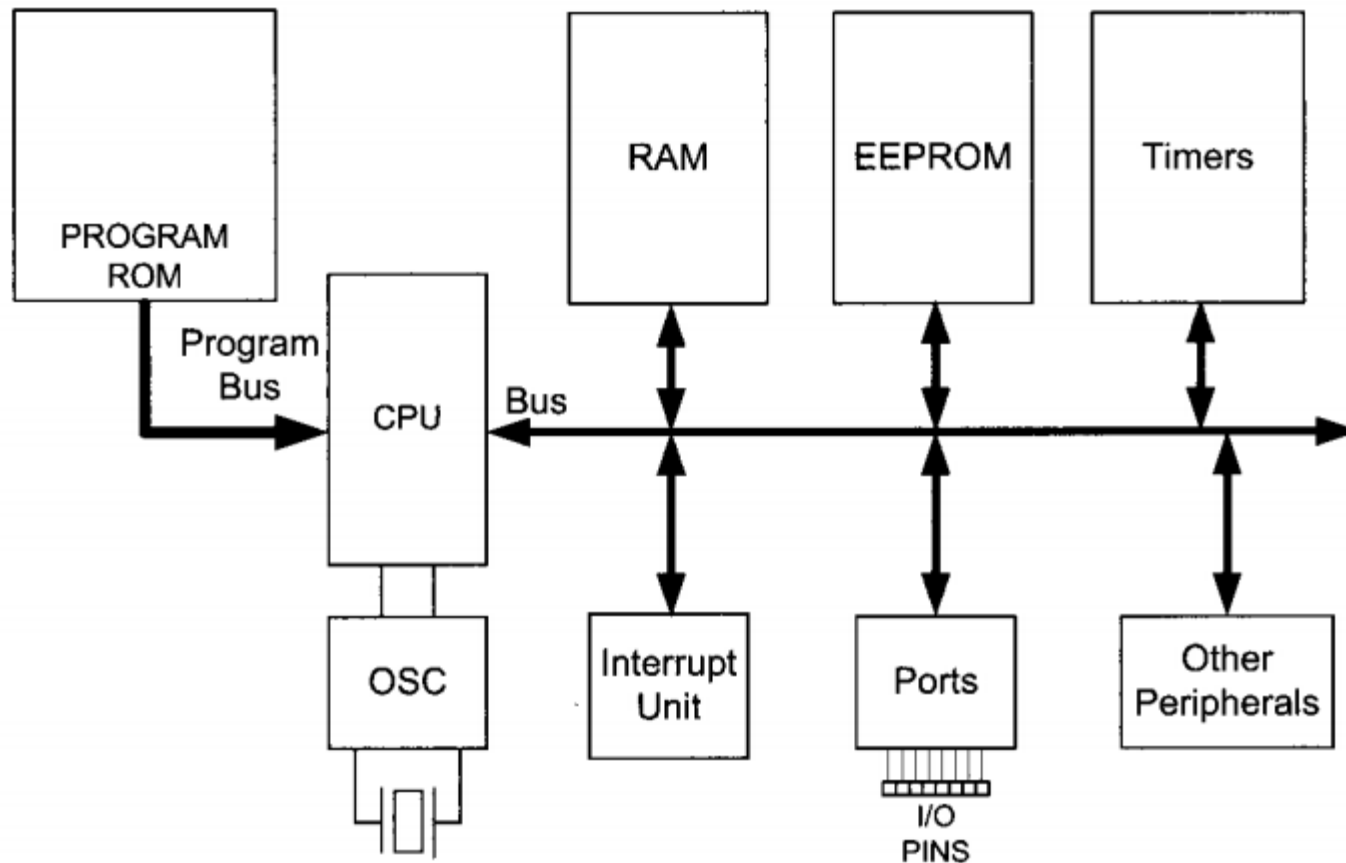 PROGRAM
ROM
RAM
EEPROM
Timers
Program
Bus
CPU
Bus
OSC
Interrupt
Unit
Ports
Other
Peripherals
I/O
PINS